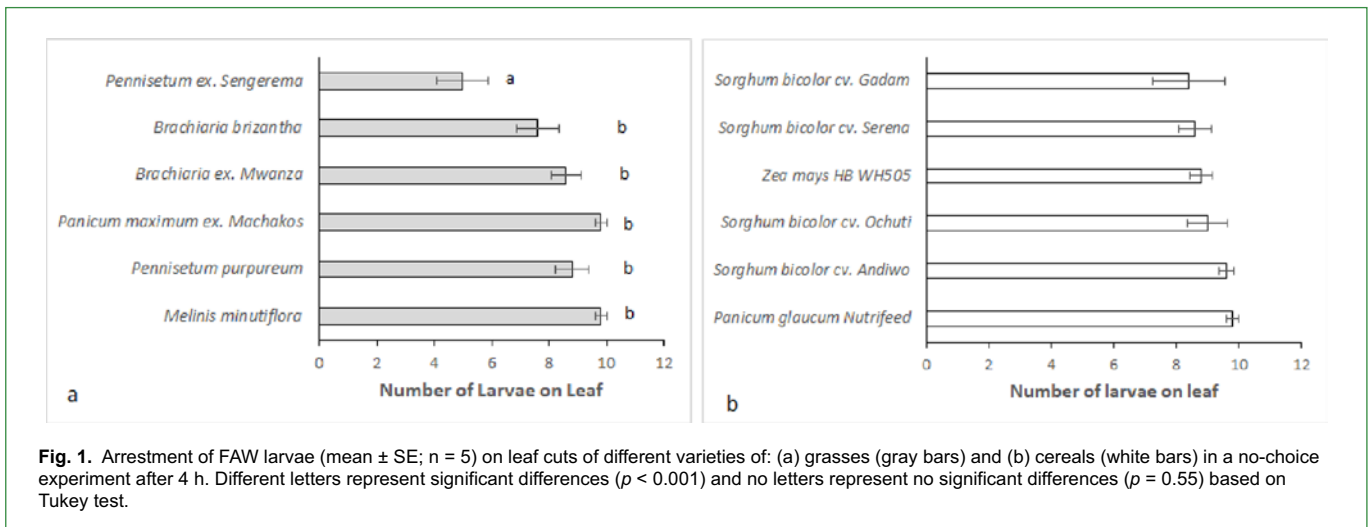 Pennisetum ex. Sengerema
a
Brachiaria brizantha
b
Brachiaria ex. Mwanza
b
Panicum maximum ex. Machakos
b
Pennisetum purpureum
b
Melinis minutiflora
b
0 2 4 6 8 10 12
Number of Larvae on Leaf
a
Sorghum bicolor cv. Gadam
Sorghum bicolor cv. Serena
Zea mays HB WH505
Sorghum bicolor cv. Ochuti
Sorghum bicolor cv. Andiwo
Panicum glaucum Nutrifeed
0 2 4 6 8 10 12
Number of larvae on leaf
b
Fig. 1. Arrestment of FAW larvae (mean ± SE; n = 5) on leaf cuts of different varieties of: (a) grasses (gray bars) and (b) cereals (white bars) in a no-choice
experiment after 4 h. Different letters represent significant differences (p < 0.001) and no letters represent no significant differences (p = 0.55) based on
Tukey test.